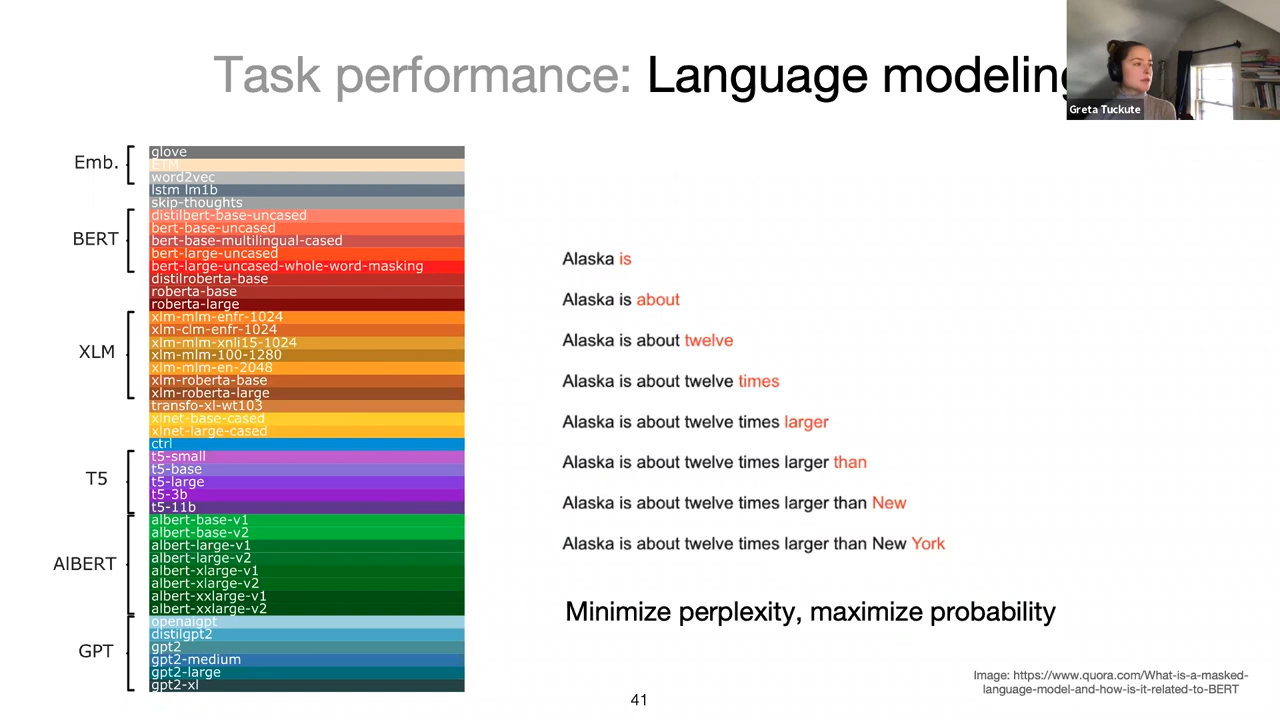 Task performance: Language modeling
Greta Tuckute
Emb.
BERT
XLM
T5
AlBERT
GPT
glove
ETM
word2vec
lstm lm1b
skip-thoughts
distilbert-base-uncased
bert-base-uncased
bert-base-multilingual-cased
bert-large-uncased
bert-large-uncased-whole-word-masking
distilroberta-base
roberta-base
roberta-large
xlm-mlm-enfr-1024
xlm-clm-enfr-1024
xlm-mlm-xnli15-1024
xlm-mlm-100-1280
xlm-mlm-en-2048
xlm-roberta-base
xlm-roberta-large
transfo-xl-wt103
xlnet-base-cased
xlnet-large-cased
ctrl
t5-small
t5-base
t5-large
t5-3b
t5-11b
albert-base-v1
albert-base-v2
albert-large-v1
albert-large-v2
albert-xlarge-v1
albert-xlarge-v2
albert-xxlarge-v1
albert-xxlarge-v2
openaigpt
distilgpt2
gpt2
gpt2-medium
gpt2-large
gpt2-xl
Alaska is
Alaska is about
Alaska is about twelve
Alaska is about twelve times
Alaska is about twelve times larger
Alaska is about twelve times larger than
Alaska is about twelve times larger than New
Alaska is about twelve times larger than New York
Minimize perplexity, maximize probability
Image: https://www.quora.com/What-is-a-masked-
language-model-and-how-is-it-related-to-BERT
41